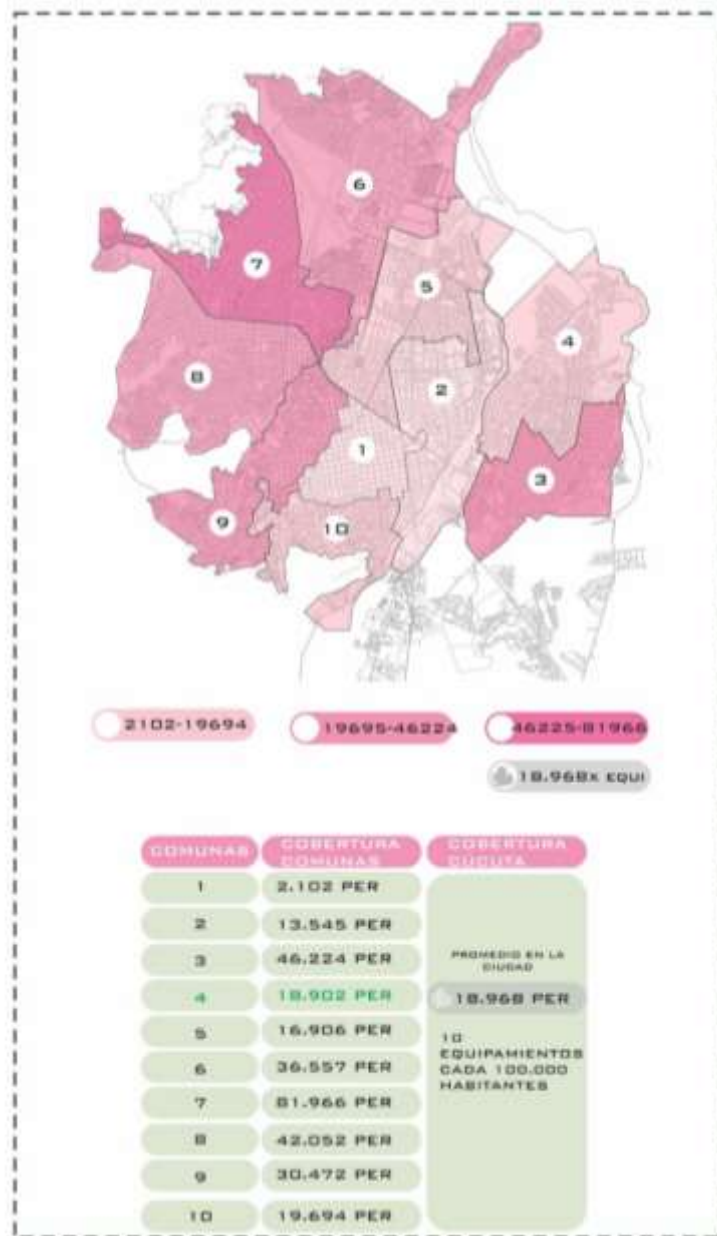 6
7
5
4
8
2
1
3
9
10
2102-19694
19695-46224
46225-81966
18.968X EQUI
COMUNAS
COBERTURA
COMUNAS
COBERTURA
CUCUTA
1
2.102 PER
2
13.545 PER
3
46.224 PER
4
18.902 PER
5
16.906 PER
6
36.557 PER
7
81.966 PER
8
42.052 PER
9
30.472 PER
10
19.694 PER
PROMEDIO EN LA
CIUDAD
18.968 PER
10
EQUIPAMIENTOS
CADA 100.000
HABITANTES